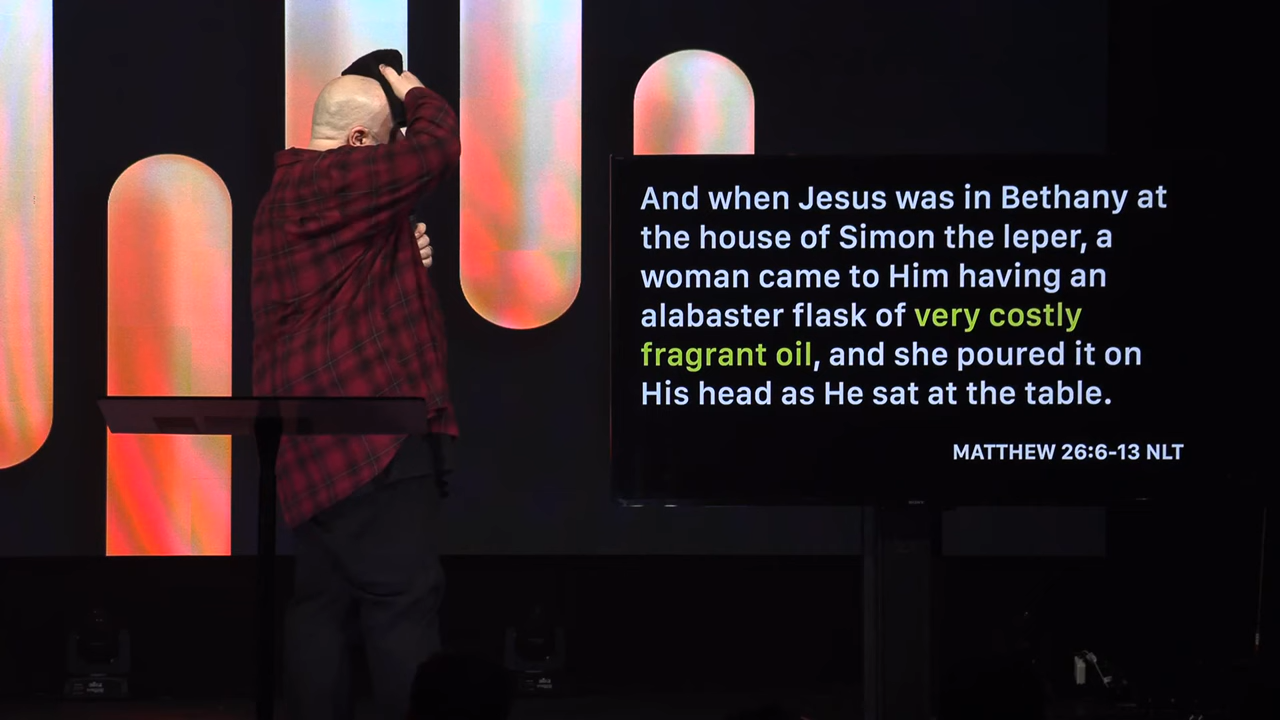 And when Jesus was in Bethany at
the house of Simon the leper, a
woman came to Him having an
alabaster flask of very costly
fragrant oil, and she poured it on
His head as He sat at the table.
MATTHEW 26:6-13 NLT